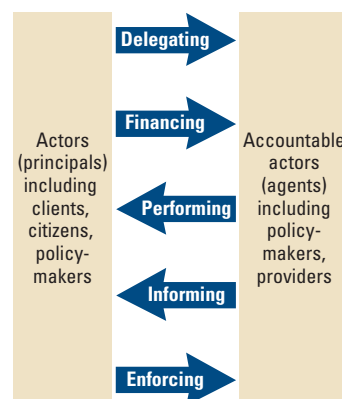 Delegating
Financing
Actors
(principals)
including
clients,
citizens,
policy-
makers
Accountable
actors
(agents)
including
policy-
makers,
providers
Performing
Informing
Enforcing